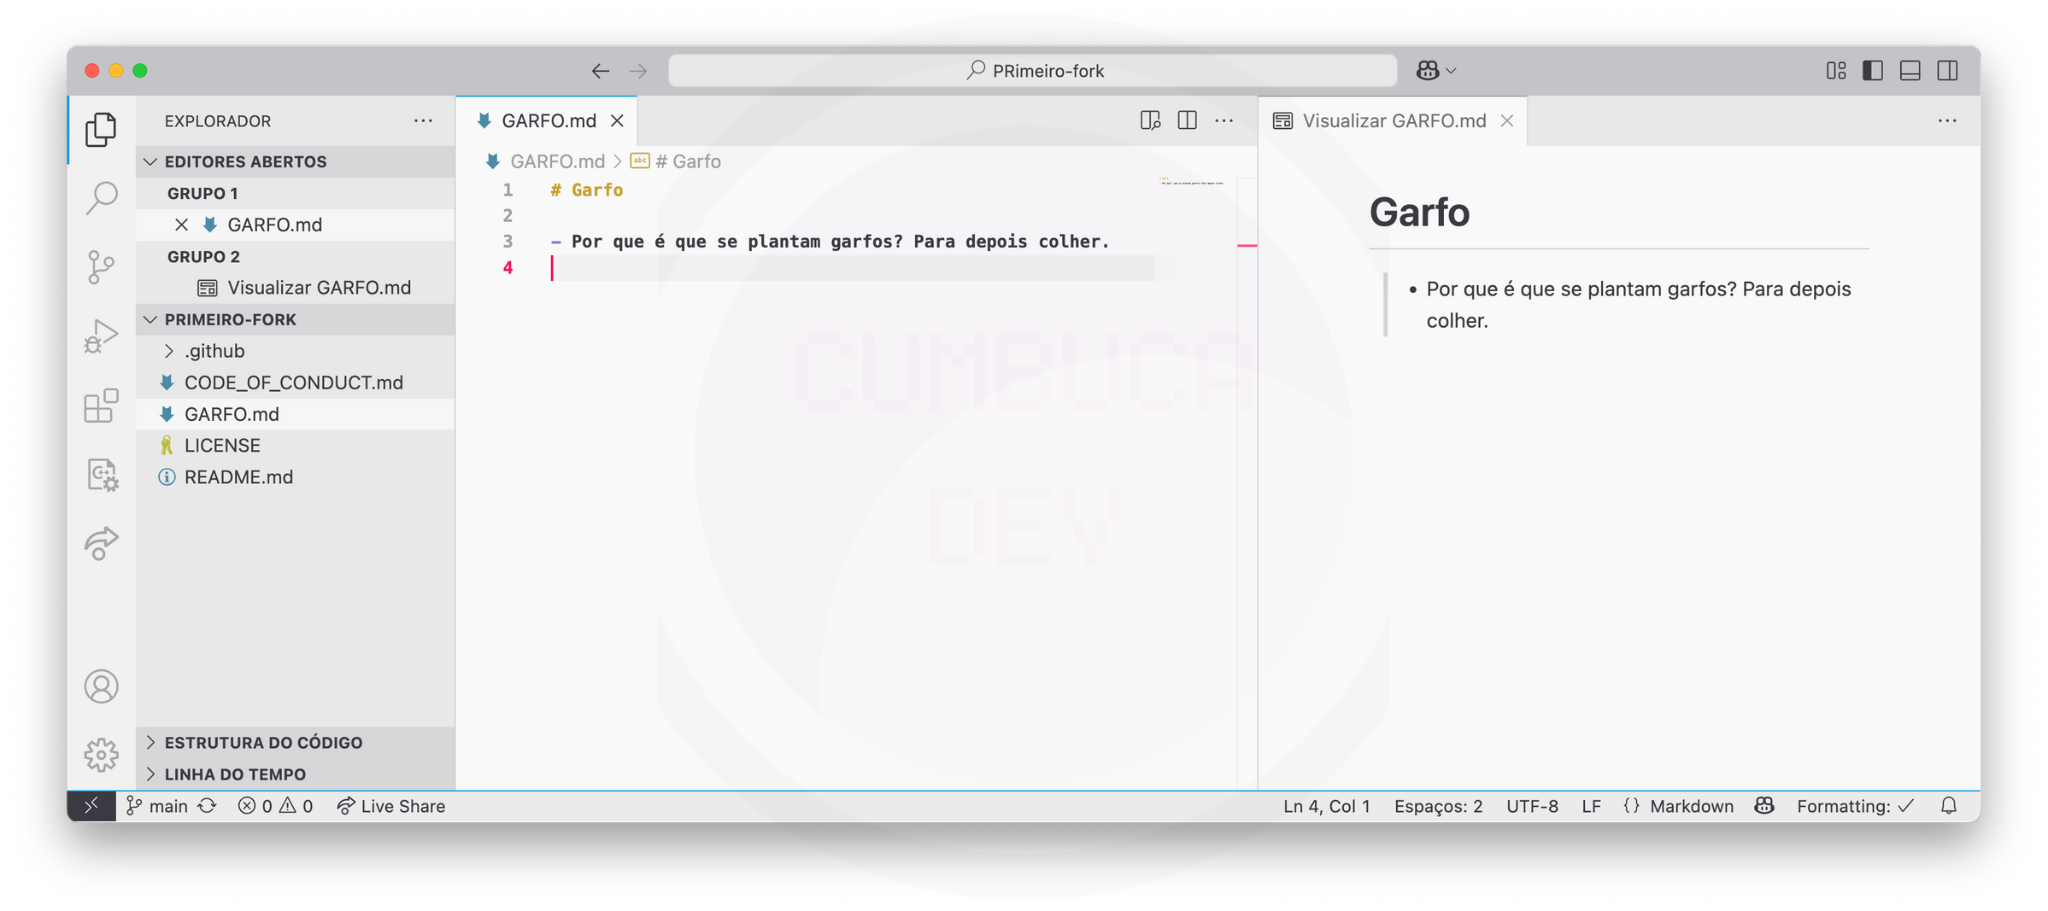 PRimeiro-fork
EXPLORADOR
EDITORES ABERTOS
GRUPO 1
GARFO.md
GRUPO 2
Visualizar GARFO.md
PRIMEIRO-FORK
.github
CODE_OF_CONDUCT.md
GARFO.md
LICENSE
README.md
ESTRUTURA DO CÓDIGO
LINHA DO TEMPO
GARFO.md
GARFO.md > # Garfo
1 # Garfo
2
3 - Por que é que se plantam garfos? Para depois colher.
4
CUMBUCA
DEV
Visualizar GARFO.md
Garfo
• Por que é que se plantam garfos? Para depois
colher.
main 0 0 Live Share
Ln 4, Col 1 Espaços: 2 UTF-8 LF {} Markdown Formatting: ✓